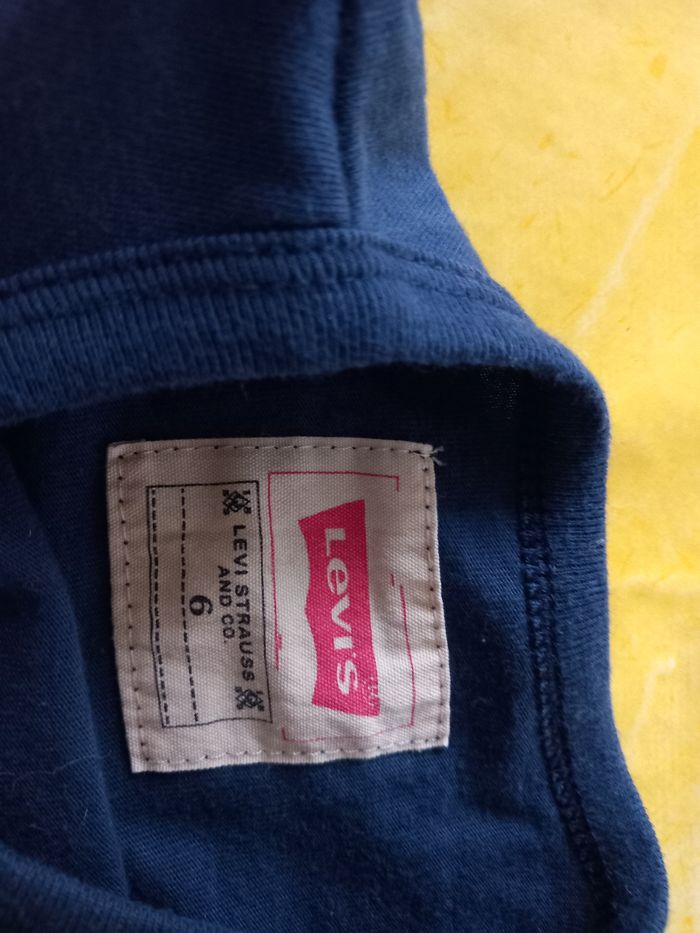 LEVI'S
LEVI STRAUSS
AND CO.
6